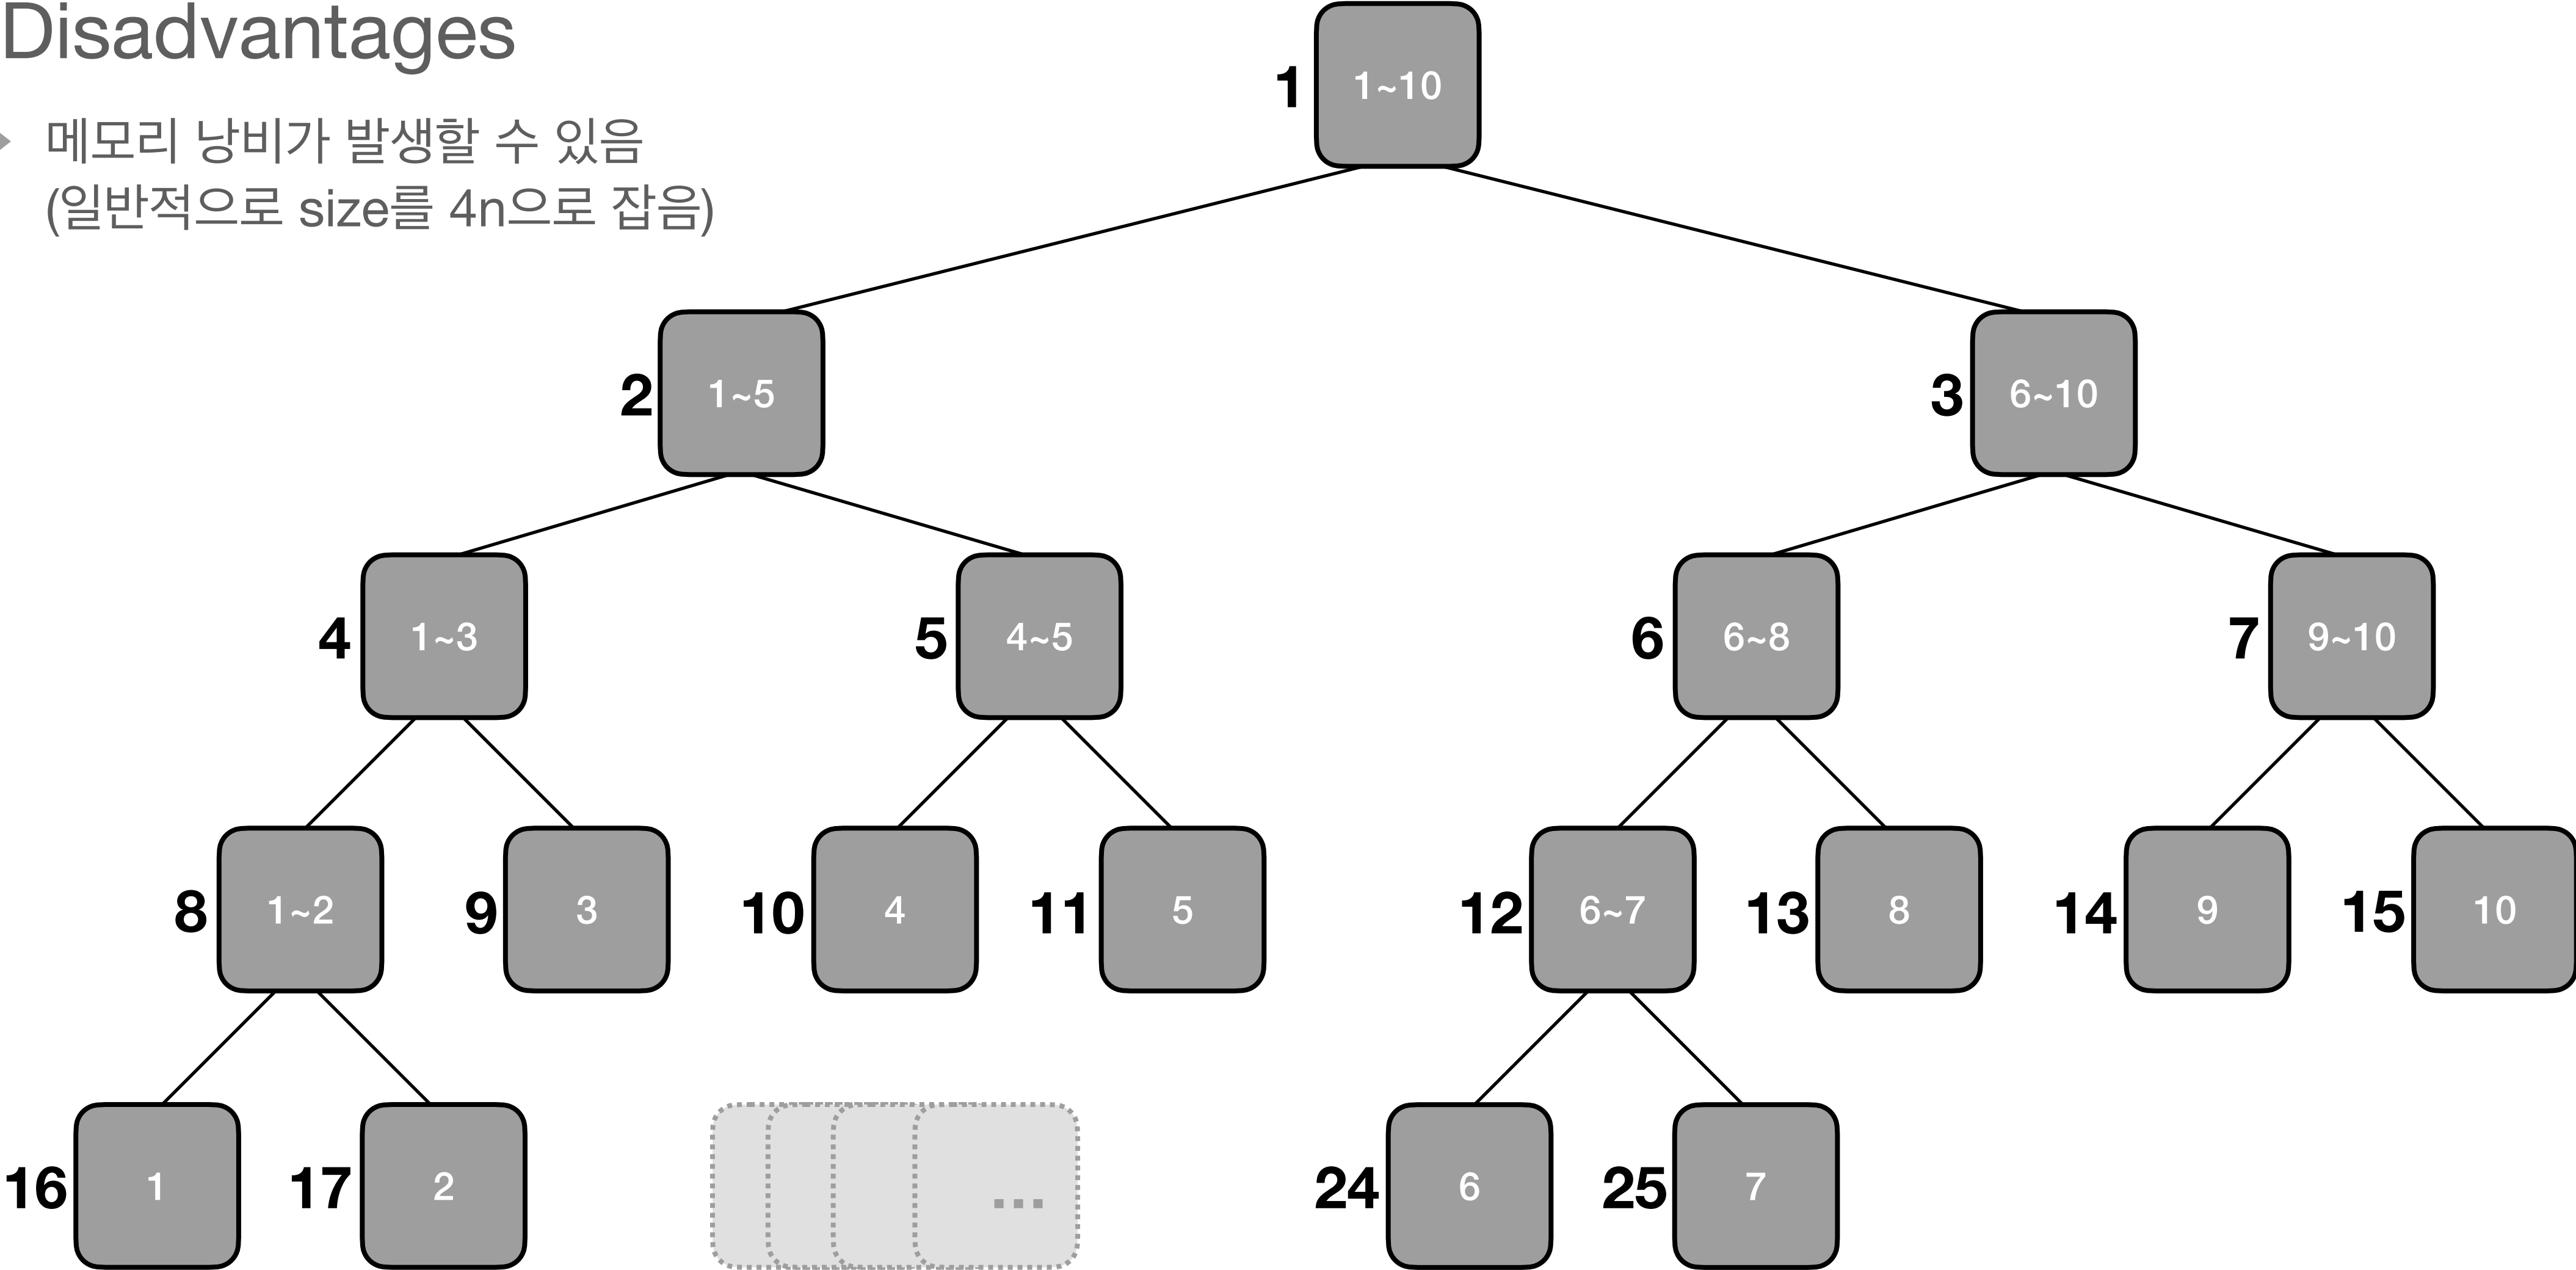 Disadvantages
메모리 낭비가 발생할 수 있음
(일반적으로 size를 4n으로 잡음)
1 1~10
2 1~5 3 6~10
4 1~3 5 4~5 6 6~8 7 9~10
8 1~2 9 3 10 4 11 5 12 6~7 13 8 14 9 15 10
16 1 17 2 ... 24 6 25 7